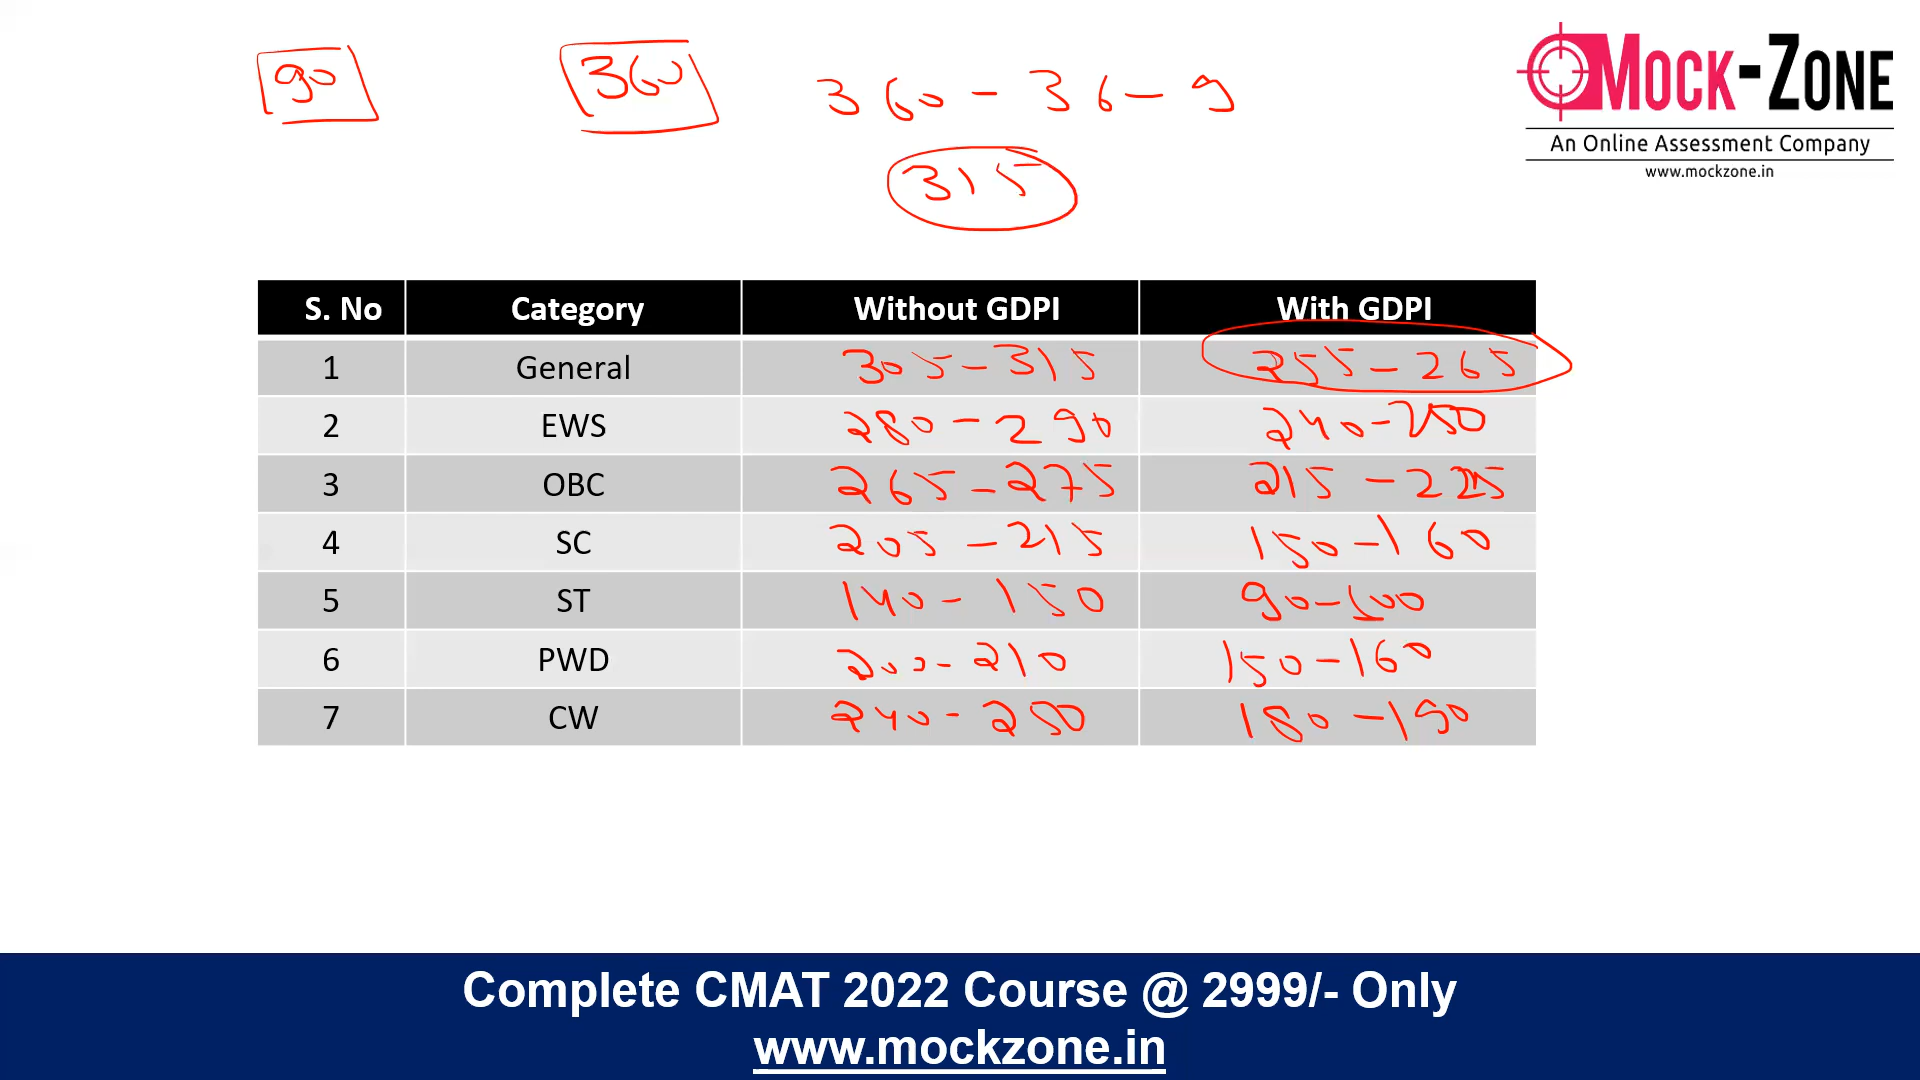 90 360 360 - 36 - 9
315
MOCK-ZONE
An Online Assessment Company
www.mockzone.in
S. No Category Without GDPI With GDPI
1 General 305-315 255-265
2 EWS 280-290 240-250
3 OBC 265-275 215-225
4 SC 205-215 150-160
5 ST 140-150 90-100
6 PWD 200-210 150-160
7 CW 240-250 180-190
Complete CMAT 2022 Course @ 2999/- Only
www.mockzone.in